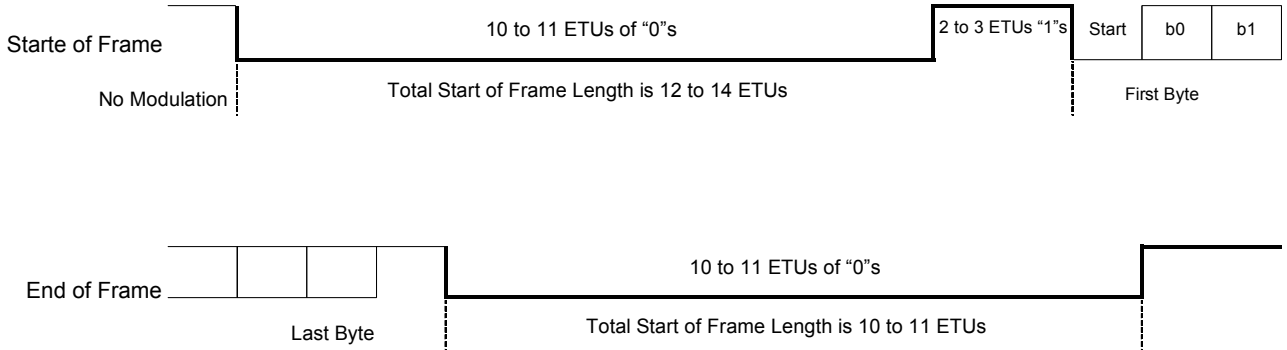 10 to 11 ETUs of “0”s
2 to 3 ETUs “1”s
Start
b0
b1
Starte of Frame
No Modulation
Total Start of Frame Length is 12 to 14 ETUs
First Byte
10 to 11 ETUs of “0”s
End of Frame
Last Byte
Total Start of Frame Length is 10 to 11 ETUs